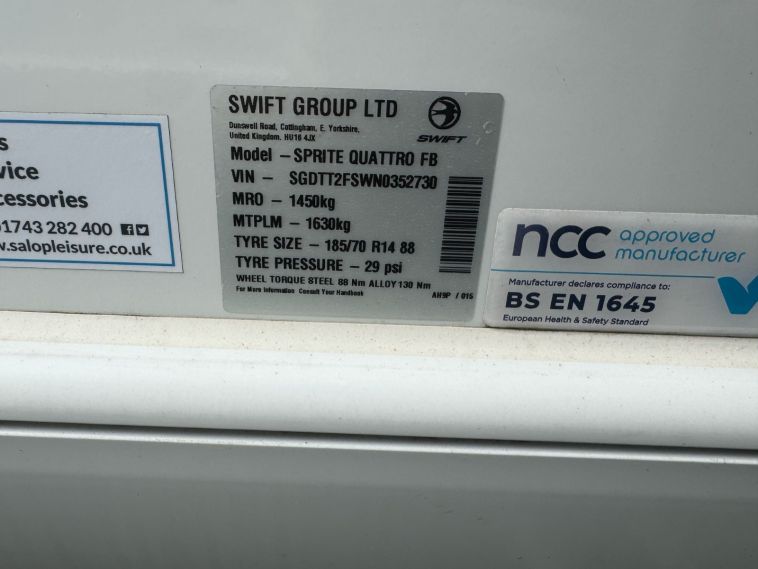 s
vice
cessories
01743 282 400
w.salopleisure.co.uk
SWIFT GROUP LTD
SWIFT
Dunswell Road, Cottingham, E. Yorkshire,
United Kingdom. HU16 4JX
Model - SPRITE QUATTRO FB
VIN - SGDTT2FSWN0352730
MRO - 1450kg
MTPLM - 1630kg
TYRE SIZE - 185/70 R14 88
TYRE PRESSURE - 29 psi
WHEEL TORQUE STEEL 88 Nm ALLOY 130 Nm
For More Information Consult Your Handbook
AH9P / 015
ncc approved
manufacturer
Manufacturer declares compliance to:
BS EN 1645
European Health & Safety Standard